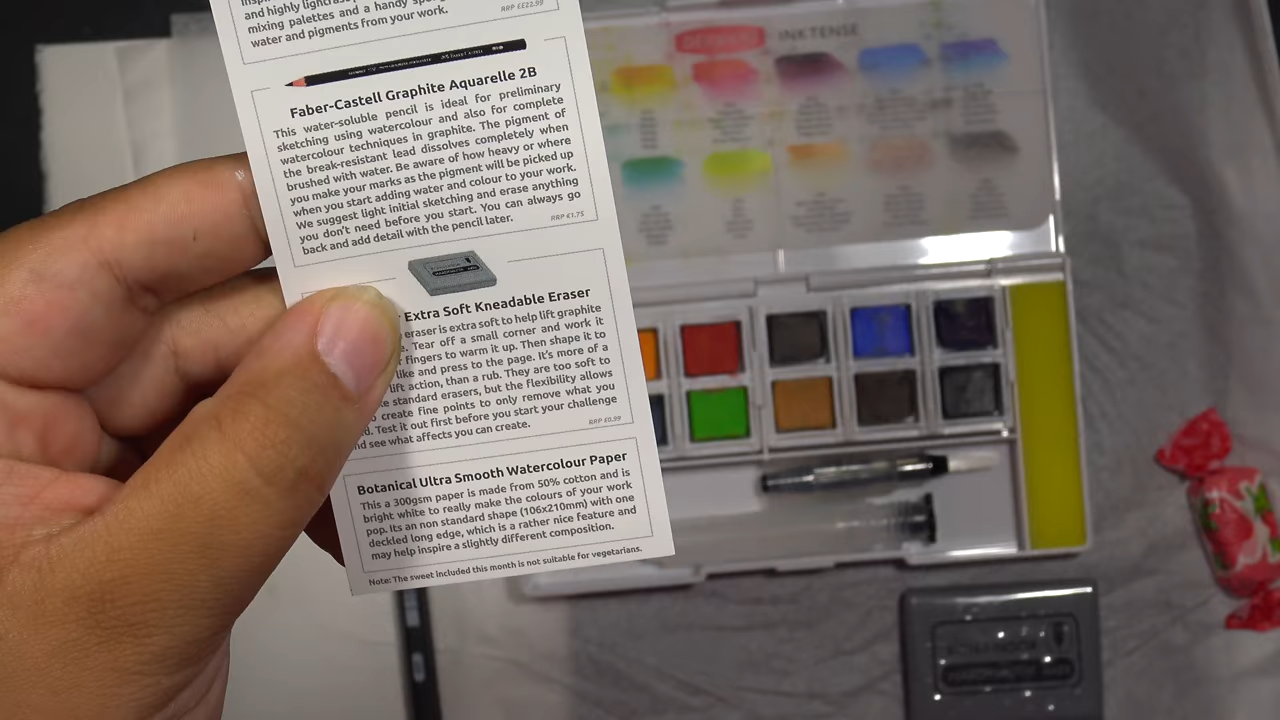 and highly lightfast
mixing palettes and a handy
water and pigments from your work.
RRP £22.99
Faber-Castell Graphite Aquarelle 2B
This water-soluble pencil is ideal for preliminary
sketching using watercolour and also for complete
watercolour techniques in graphite. The pigment of
the break-resistant lead dissolves completely when
brushed with water. Be aware of how heavy or where
you make your marks as the pigment will be picked up
when you start adding water and colour to your work.
We suggest light initial sketching and erase anything
you don't need before you start. You can always go
back and add detail with the pencil later.
RRP £1.75
Extra Soft Kneadable Eraser
eraser is extra soft to help lift graphite
Tear off a small corner and work it
fingers to warm it up. Then shape it to
like and press to the page. It's more of a
lift action, than a rub. They are too soft to
standard erasers, but the flexibility allows
create fine points to only remove what you
Test it out first before you start your challenge
see what affects you can create.
RRP £0.99
Botanical Ultra Smooth Watercolour Paper
This a 300gsm paper is made from 50% cotton and is
bright white to really make the colours of your work
pop. Its an non standard shape (106x210mm) with one
deckled long edge, which is a rather nice feature and
may help inspire a slightly different composition.
Note: The sweet included this month is not suitable for vegetarians.
INKTENSE